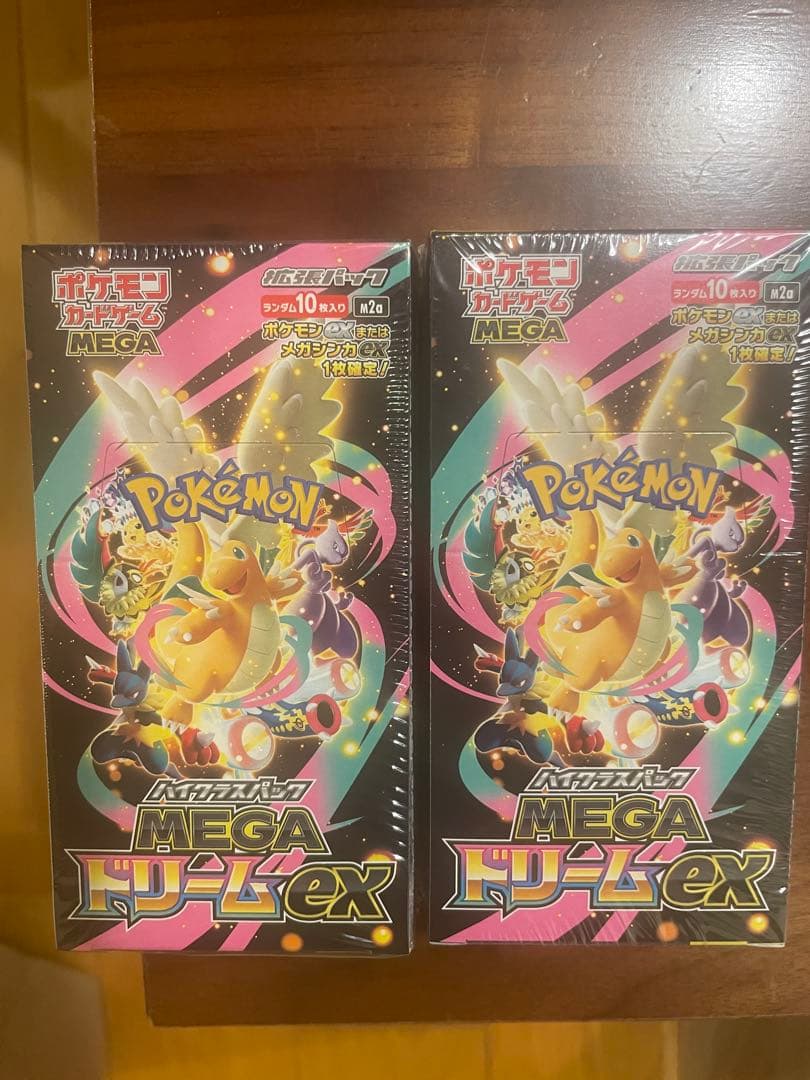 ポケモン
カードゲーム
MEGA
拡張パック
ランダム10枚入り M2a
ポケモンexまたは
メガシンカex
1枚確定!
POKéMON
ハイクラスパック
MEGA
ドリームex
ポケモン
カードゲーム
MEGA
拡張パック
ランダム10枚入り M2a
ポケモンexまたは
メガシンカex
1枚確定!
POKéMON
ハイクラスパック
MEGA
ドリームex